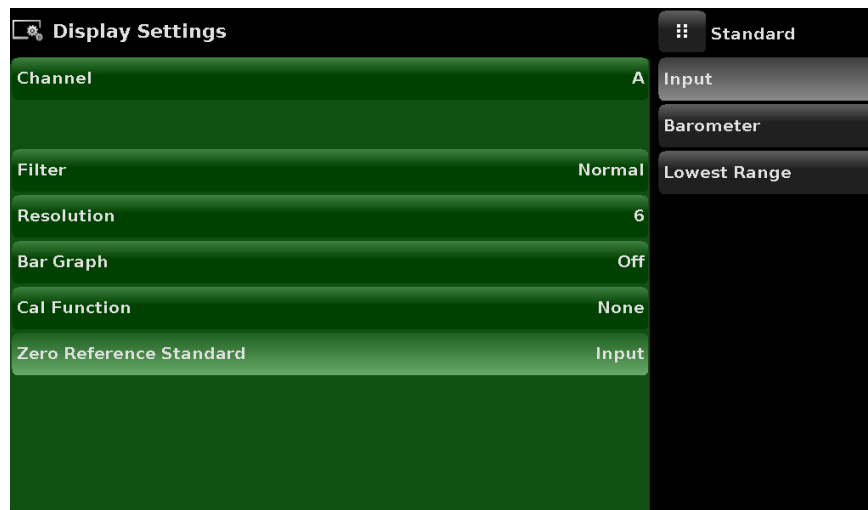 Display Settings
Standard
Channel A
Input
Barometer
Filter Normal
Lowest Range
Resolution 6
Bar Graph Off
Cal Function None
Zero Reference Standard Input